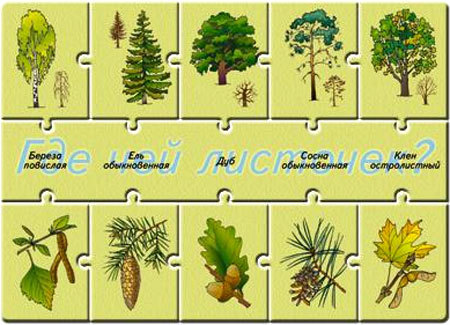 Где чей листочек?
Береза
повислая
Ель
обыкновенная
Дуб
Сосна
обыкновенная
Клен
остролистный